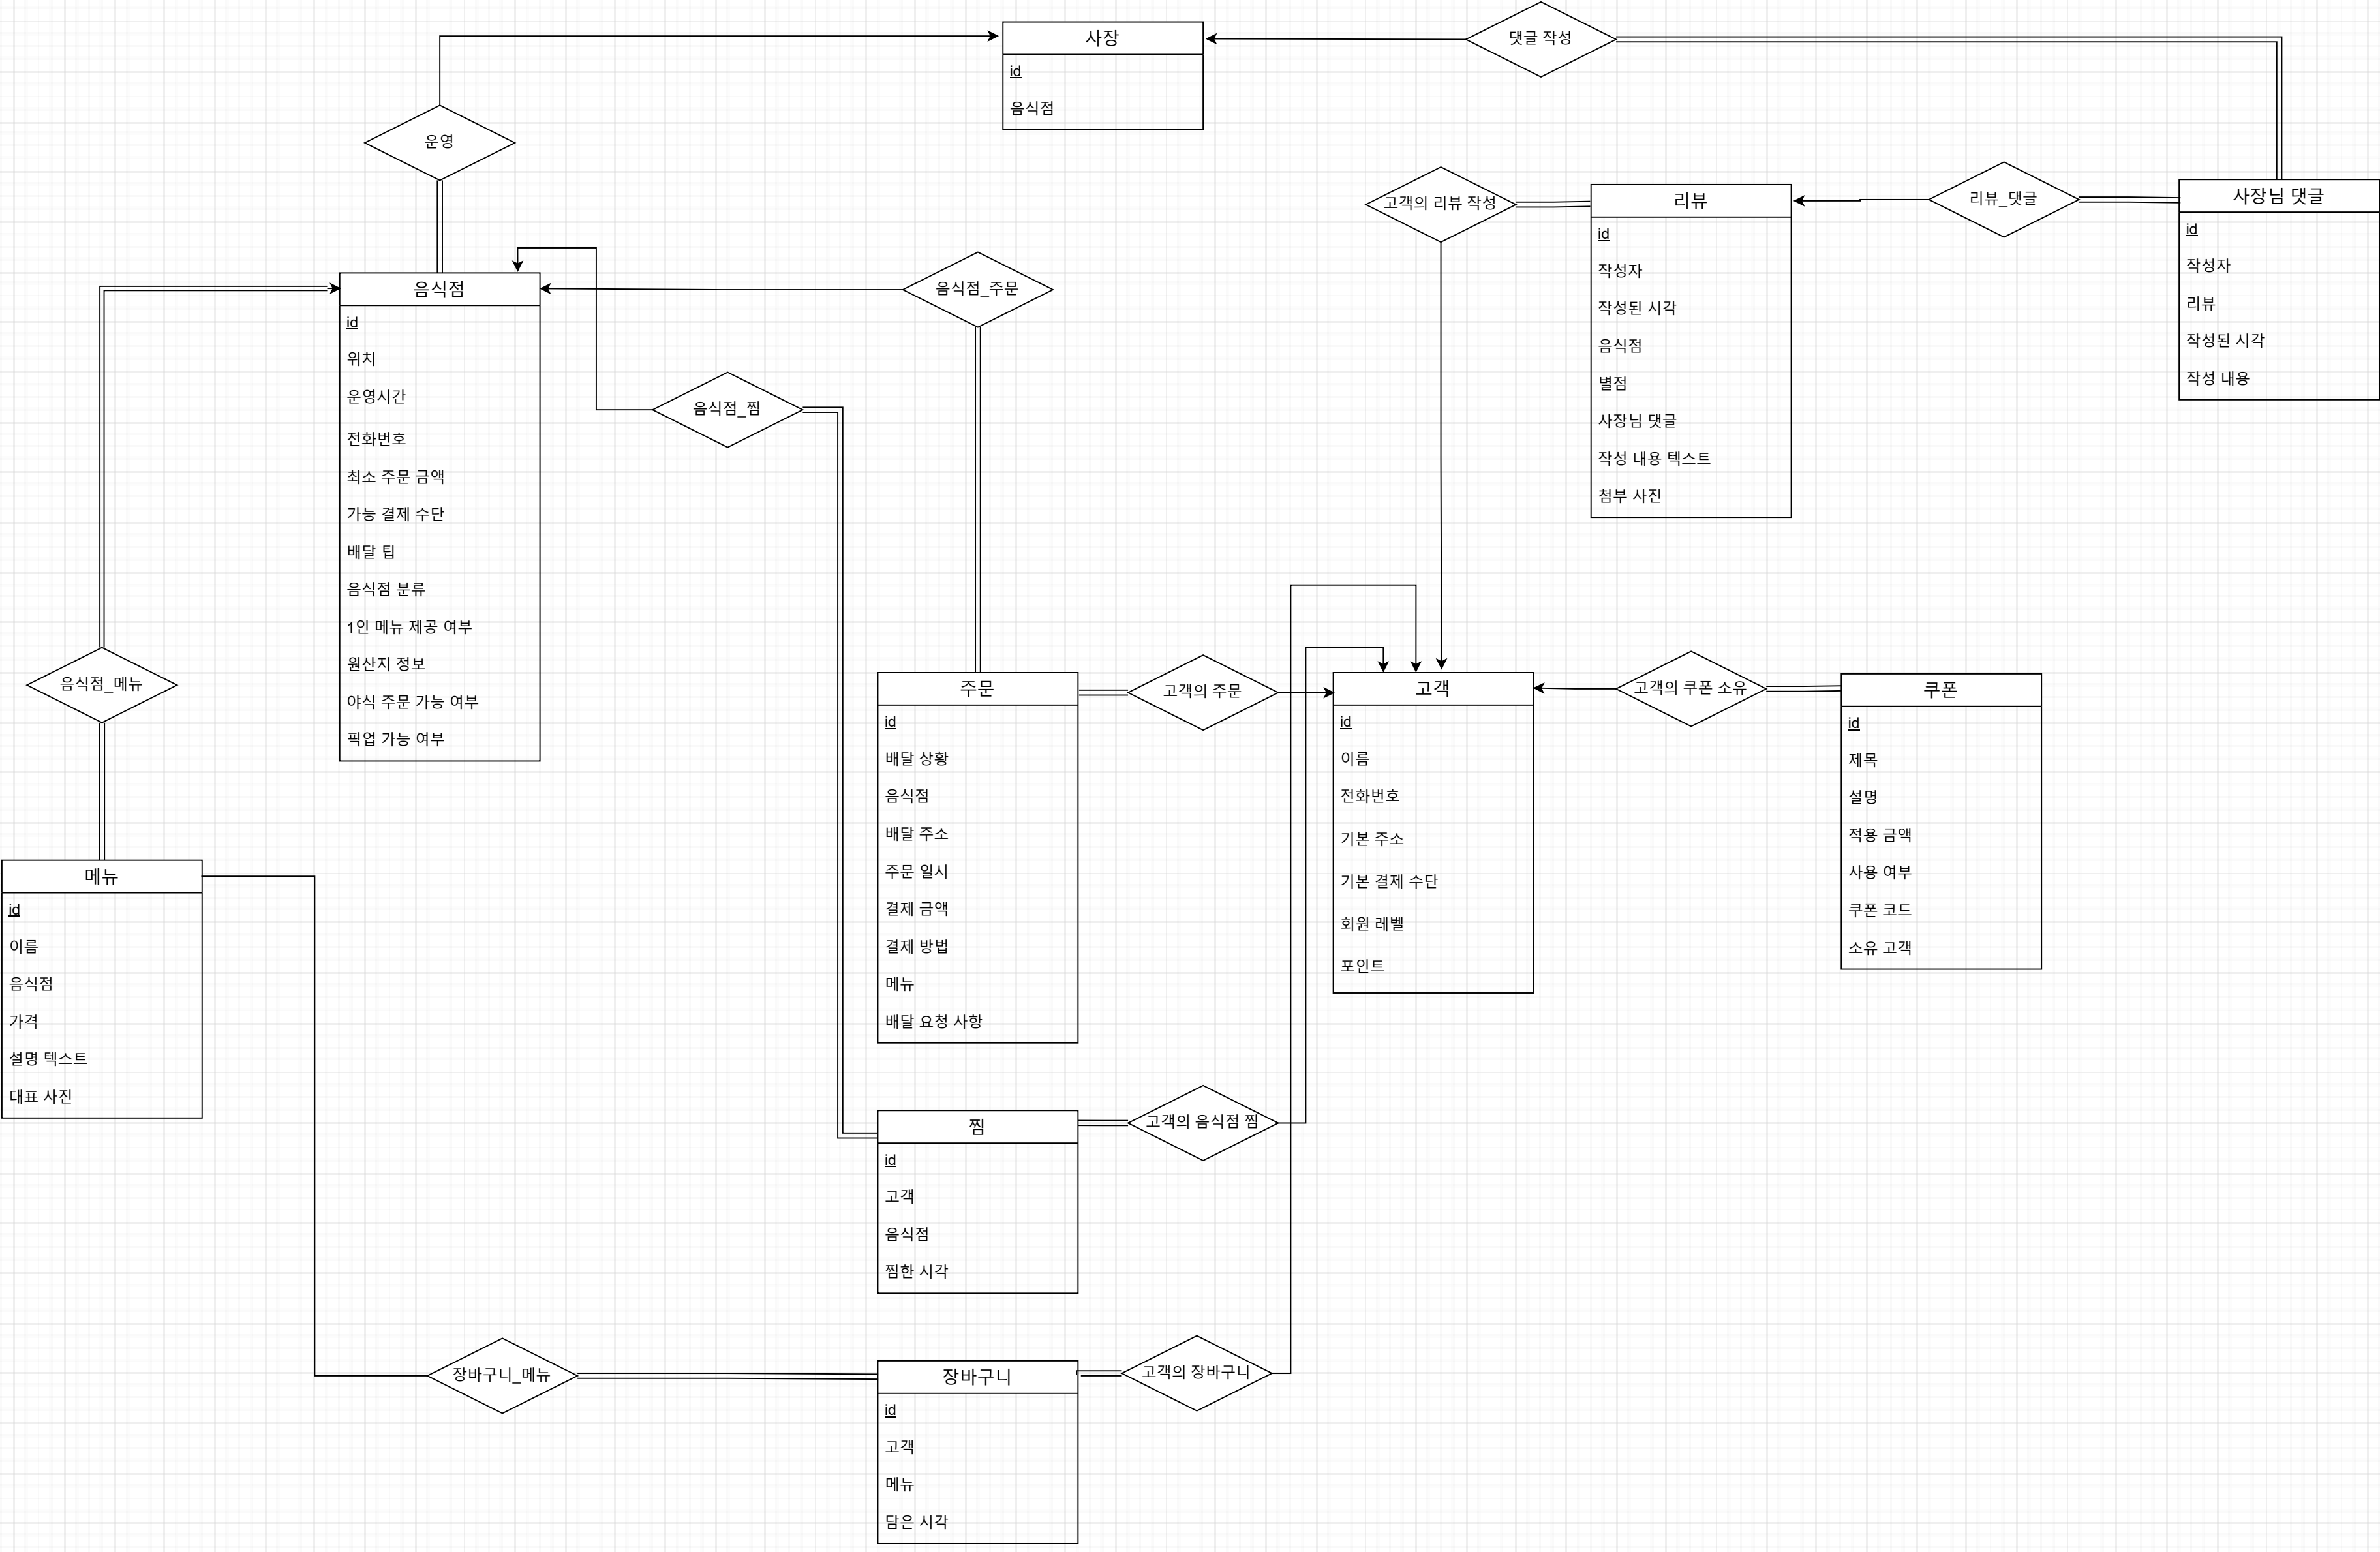 사장
id
음식점
댓글 작성
운영
고객의 리뷰 작성
리뷰
id
작성자
작성된 시각
음식점
별점
사장님 댓글
작성 내용 텍스트
첨부 사진
리뷰_댓글
사장님 댓글
id
작성자
리뷰
작성된 시각
작성 내용
음식점
id
위치
운영시간
전화번호
최소 주문 금액
가능 결제 수단
배달 팁
음식점 분류
1인 메뉴 제공 여부
원산지 정보
야식 주문 가능 여부
픽업 가능 여부
음식점_주문
음식점_찜
음식점_메뉴
주문
id
배달 상황
음식점
배달 주소
주문 일시
결제 금액
결제 방법
메뉴
배달 요청 사항
고객의 주문
고객
id
이름
전화번호
기본 주소
기본 결제 수단
회원 레벨
포인트
고객의 쿠폰 소유
쿠폰
id
제목
설명
적용 금액
사용 여부
쿠폰 코드
소유 고객
메뉴
id
이름
음식점
가격
설명 텍스트
대표 사진
찜
id
고객
음식점
찜한 시각
고객의 음식점 찜
장바구니_메뉴
장바구니
id
고객
메뉴
담은 시각
고객의 장바구니